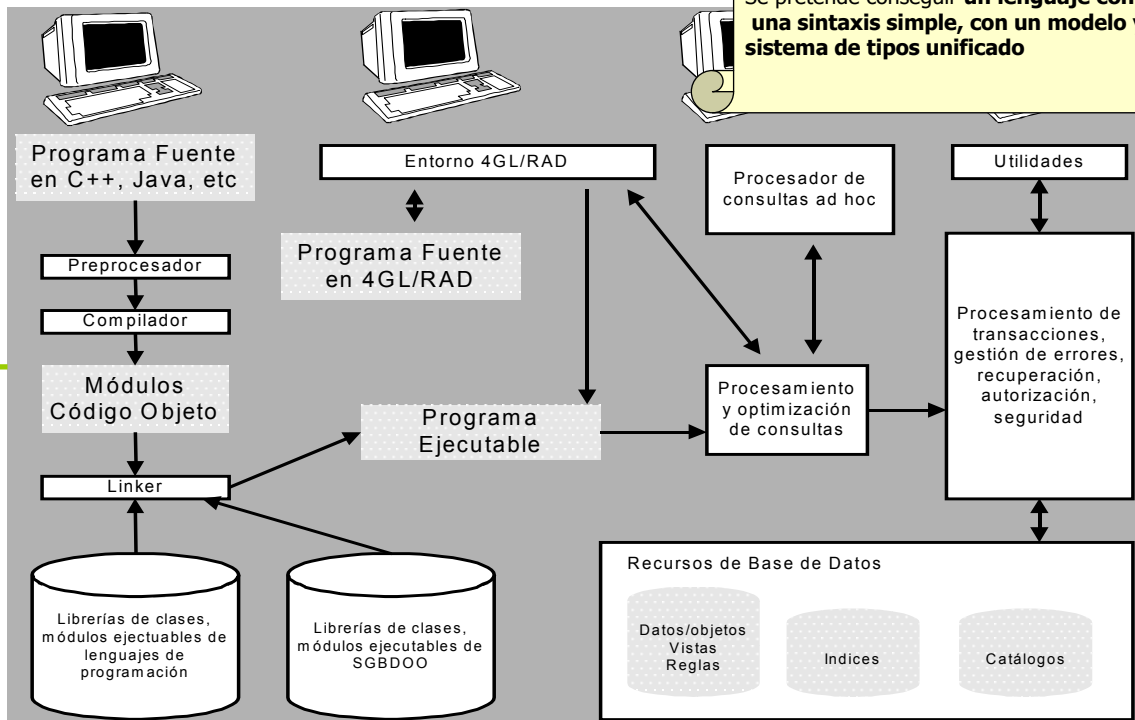 Se pretende conseguir un lenguaje con
una sintaxis simple, con un modelo
sistema de tipos unificado
Programa Fuente
en C++, Java, etc
Preprocesador
Compilador
Módulos
Código Objeto
Linker
Librerías de clases,
módulos ejectuables de
lenguajes de
programación
Librerías de clases,
módulos ejecutables de
SGBDOO
Entorno 4GL/RAD
Programa Fuente
en 4GL/RAD
Programa
Ejecutable
Procesador de
consultas ad hoc
Procesamiento
y optimización
de consultas
Utilidades
Procesamiento de
transacciones,
gestión de errores,
recuperación,
autorización,
seguridad
Recursos de Base de Datos
Datos/objetos
Vistas
Reglas
Indices
Catálogos